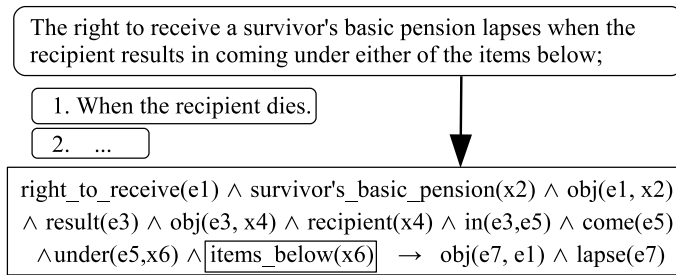 The right to receive a survivor's basic pension lapses when the
recipient results in coming under either of the items below;
1. When the recipient dies.
2. ...
right_to_receive(e1) ∧ survivor's_basic_pension(x2) ∧ obj(e1, x2)
∧ result(e3) ∧ obj(e3, x4) ∧ recipient(x4) ∧ in(e3,e5) ∧ come(e5)
∧under(e5,x6) ∧ items_below(x6) → obj(e7, e1) ∧ lapse(e7)